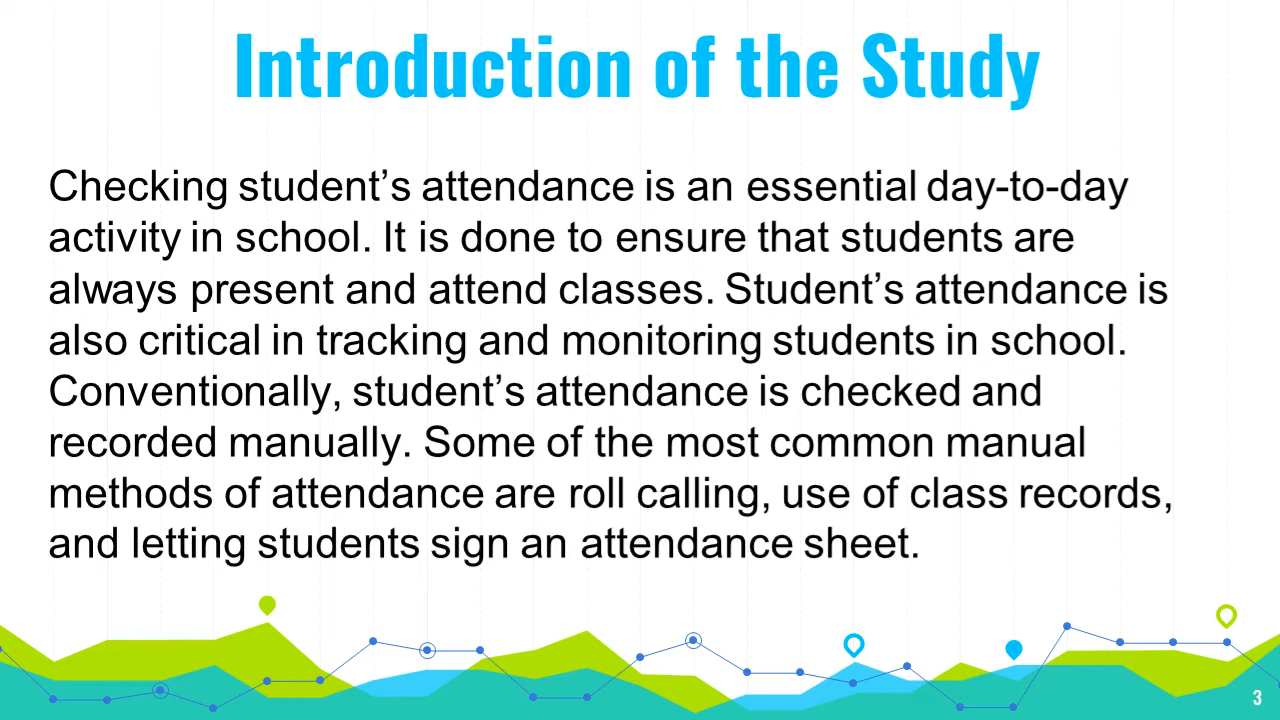 Introduction of the Study
Checking student’s attendance is an essential day-to-day
activity in school. It is done to ensure that students are
always present and attend classes. Student’s attendance is
also critical in tracking and monitoring students in school.
Conventionally, student’s attendance is checked and
recorded manually. Some of the most common manual
methods of attendance are roll calling, use of class records,
and letting students sign an attendance sheet.
3